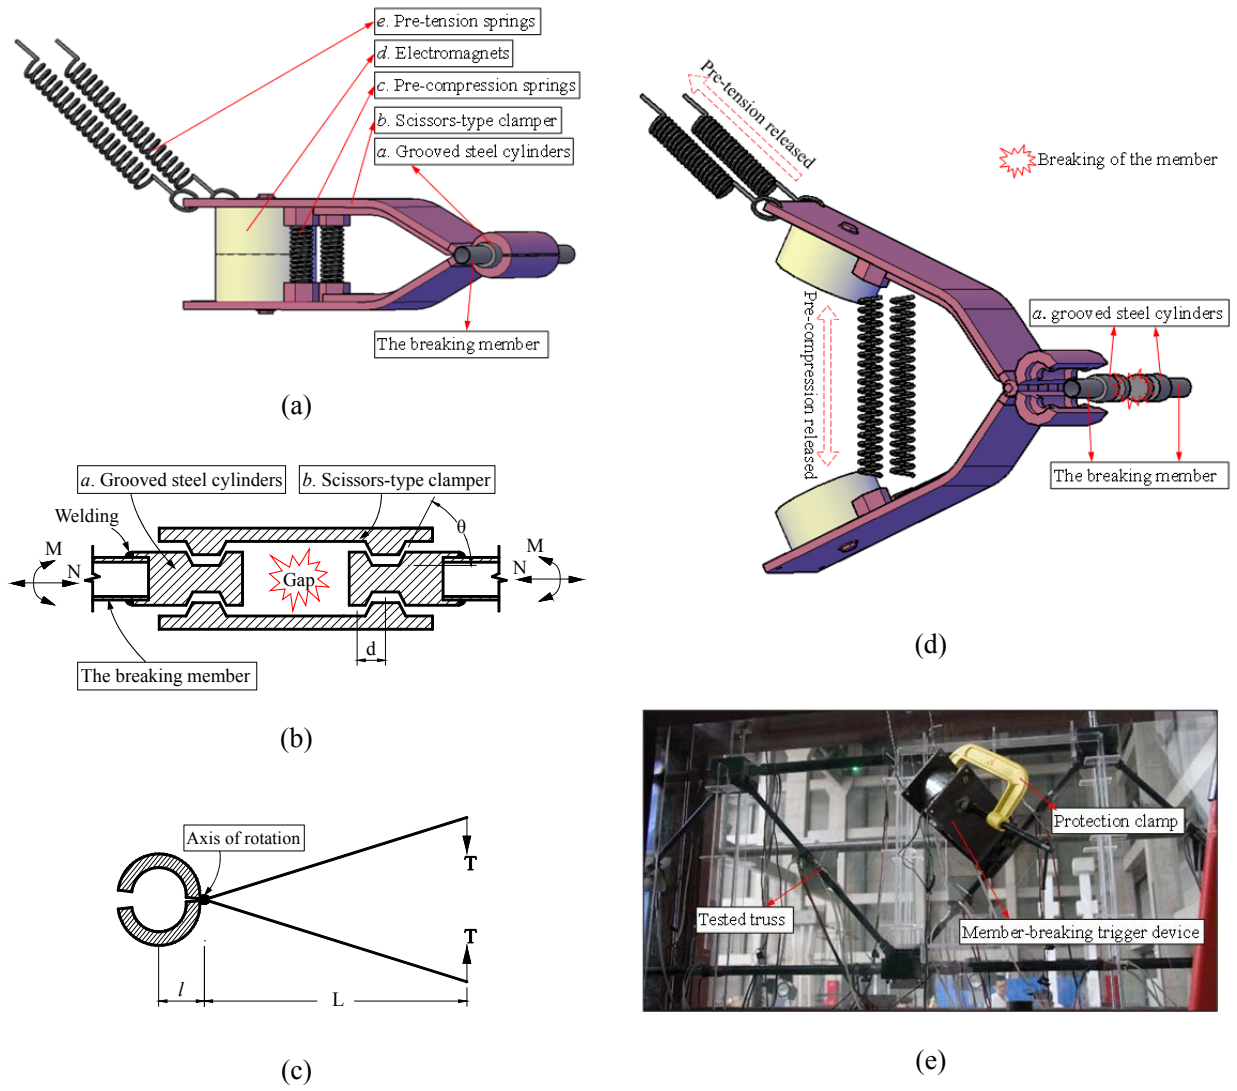 e. Pre-tension springs
d. Electromagnets
c. Pre-compression springs
b. Scissors-type clamper
a. Grooved steel cylinders
The breaking member
(a)
a. Grooved steel cylinders
b. Scissors-type clamper
Welding
θ
M
N
Gap
M
N
d
The breaking member
(b)
Axis of rotation
T
T
l
L
(c)
Pre-tension released
Breaking of the member
Pre-compression released
a. grooved steel cylinders
The breaking member
(d)
Protection clamp
Tested truss
Member-breaking trigger device
(e)